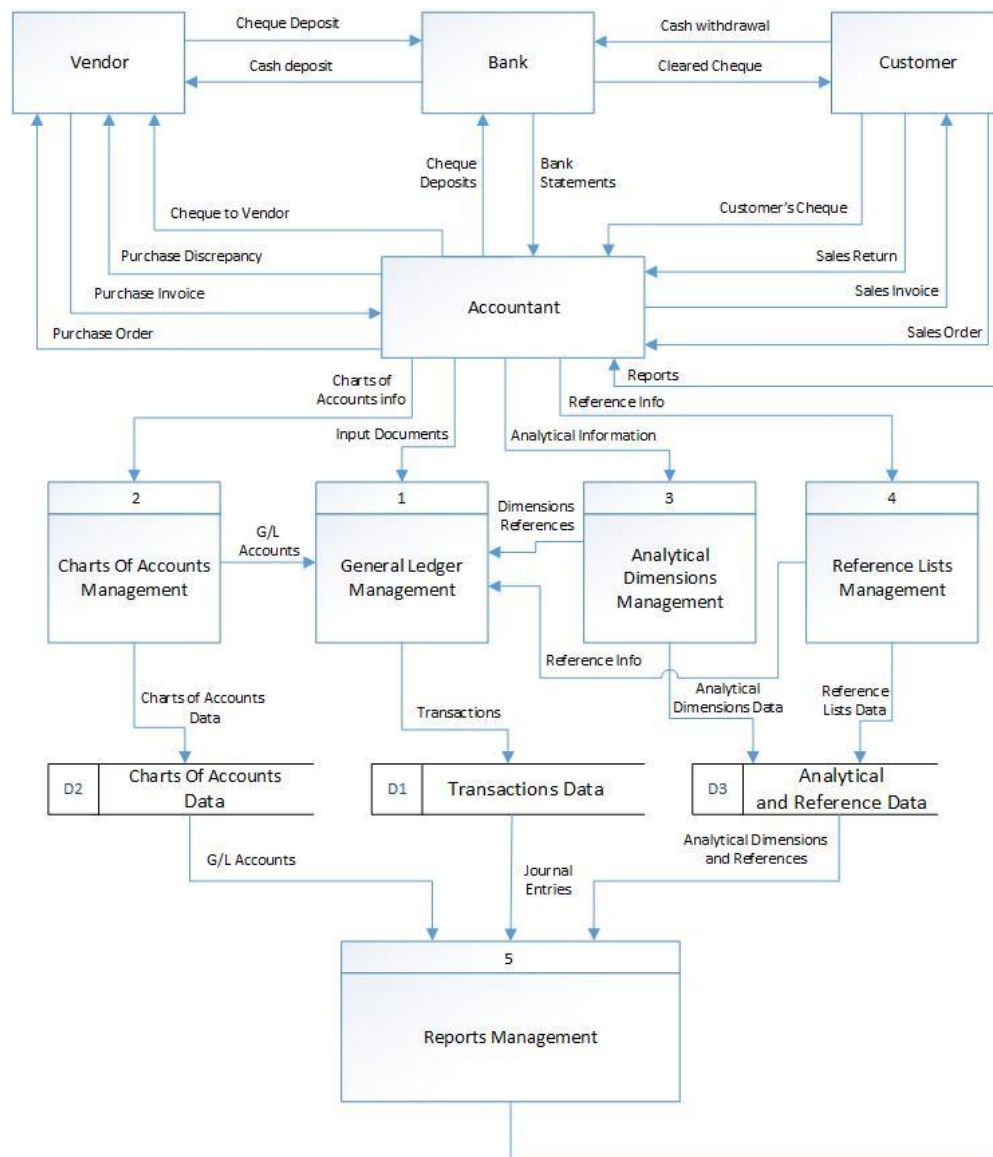 Cheque Deposit
Cash withdrawal
Vendor
Bank
Customer
Cash deposit
Cleared Cheque
Cheque
Deposits
Bank
Statements
Cheque to Vendor
Customer's Cheque
Purchase Discrepancy
Sales Return
Purchase Invoice
Accountant
Sales Invoice
Purchase Order
Sales Order
Charts of
Accounts info
Reports
Reference Info
Input Documents
Analytical Information
2
Charts Of Accounts
Management
G/L
Accounts
1
General Ledger
Management
Dimensions
References
3
Analytical
Dimensions
Management
4
Reference Lists
Management
Reference Info
Charts of Accounts
Data
Transactions
Analytical
Dimensions Data
Reference
Lists Data
D2
Charts Of Accounts
Data
D1
Transactions Data
D3
Analytical
and Reference Data
G/L Accounts
Journal
Entries
Analytical Dimensions
and References
5
Reports Management